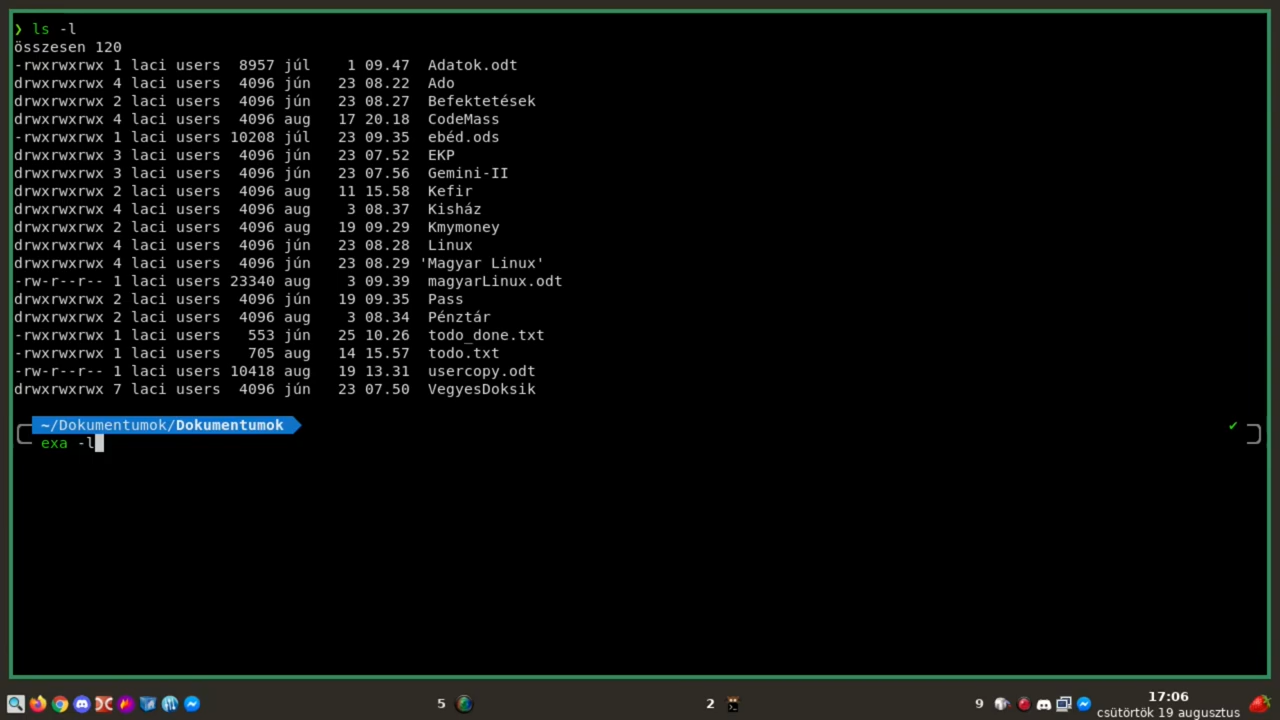 ❯ ls -l
összesen 120
-rwxrwxrwx 1 laci users  8957 júl    1 09.47  Adatok.odt
drwxrwxrwx 4 laci users  4096 jún   23 08.22  Ado
drwxrwxrwx 2 laci users  4096 jún   23 08.27  Befektetések
drwxrwxrwx 4 laci users  4096 aug   17 20.18  CodeMass
-rwxrwxrwx 1 laci users 10208 júl   23 09.35  ebéd.ods
drwxrwxrwx 3 laci users  4096 jún   23 07.52  EKP
drwxrwxrwx 3 laci users  4096 jún   23 07.56  Gemini-II
drwxrwxrwx 2 laci users  4096 aug   11 15.58  Kefir
drwxrwxrwx 4 laci users  4096 aug    3 08.37  Kisház
drwxrwxrwx 2 laci users  4096 aug   19 09.29  Kmymoney
drwxrwxrwx 4 laci users  4096 jún   23 08.28  Linux
drwxrwxrwx 4 laci users  4096 jún   23 08.29 'Magyar Linux'
-rw-r--r-- 1 laci users 23340 aug    3 09.39  magyarLinux.odt
drwxrwxrwx 2 laci users  4096 jún   19 09.35  Pass
drwxrwxrwx 2 laci users  4096 aug    3 08.34  Pénztár
-rwxrwxrwx 1 laci users   553 jún   25 10.26  todo_done.txt
-rwxrwxrwx 1 laci users   705 aug   14 15.57  todo.txt
-rw-r--r-- 1 laci users 10418 aug   19 13.31  usercopy.odt
drwxrwxrwx 7 laci users  4096 jún   23 07.50  VegyesDoksik
~/Dokumentumok/Dokumentumok ✔
exa -l
5 2 9 17:06
csütörtök 19 augusztus